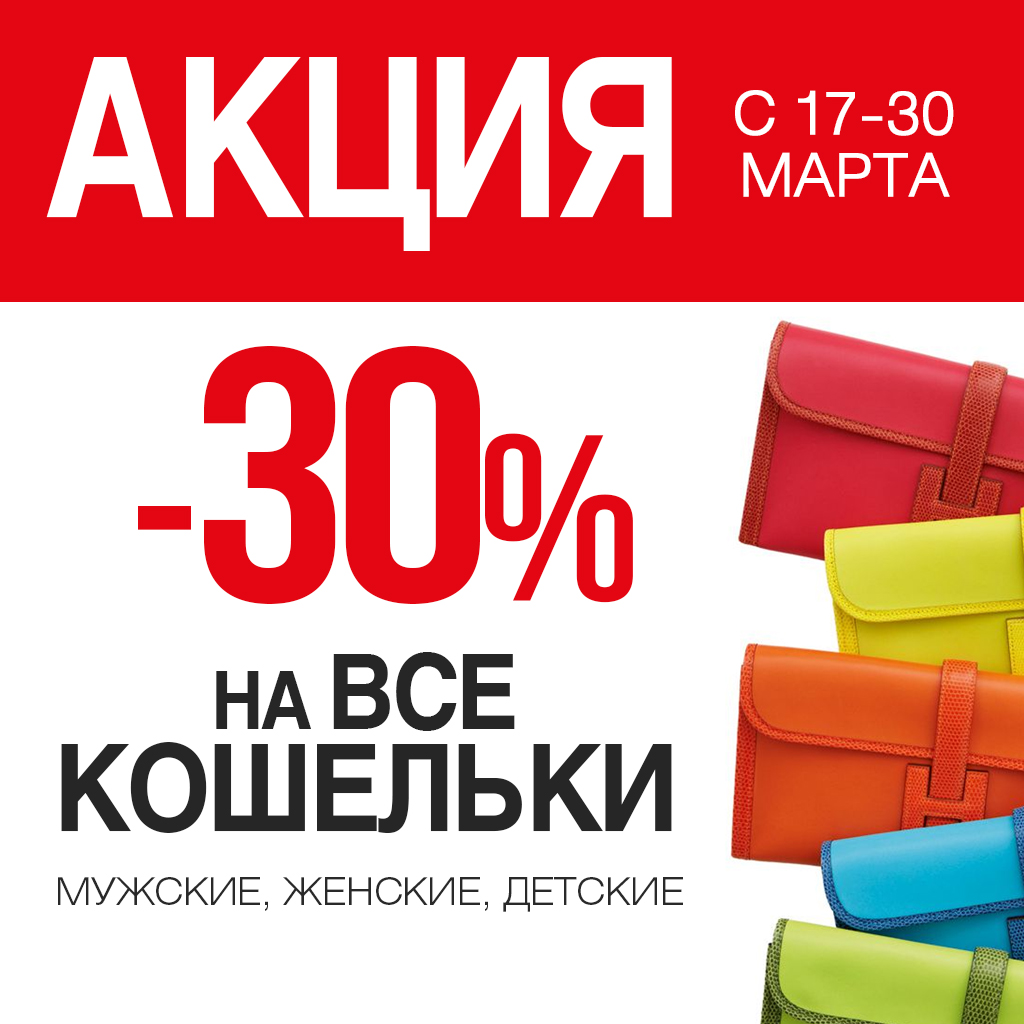 АКЦИЯ
С 17-30
МАРТА
-30%
НА ВСЕ
КОШЕЛЬКИ
МУЖСКИЕ, ЖЕНСКИЕ, ДЕТСКИЕ